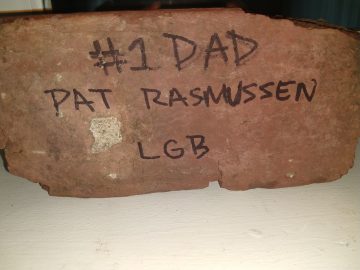 #1 DAD
PAT RASMUSSEN
LGB